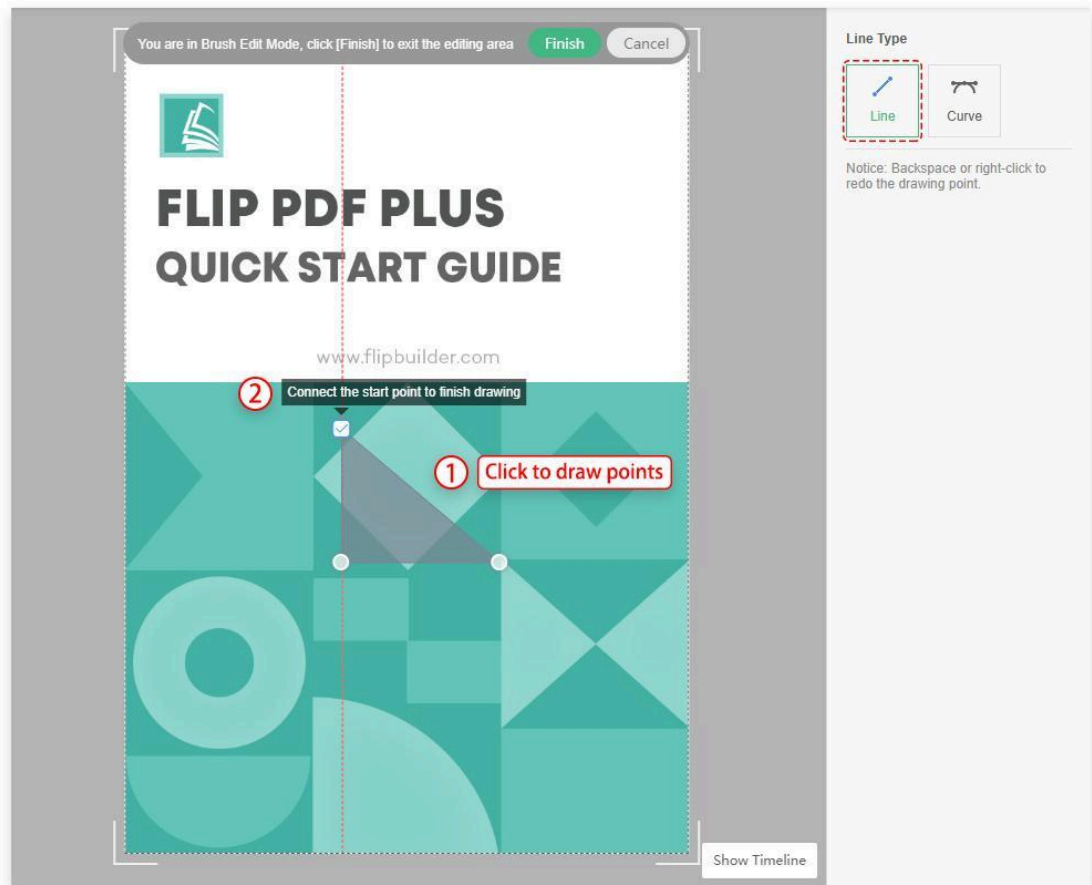 You are in Brush Edit Mode, click [Finish] to exit the editing area
Finish
Cancel
FLIP PDF PLUS
QUICK START GUIDE
www.flipbuilder.com
2
Connect the start point to finish drawing
1
Click to draw points
Show Timeline
Line Type
Line
Curve
Notice: Backspace or right-click to
redo the drawing point.